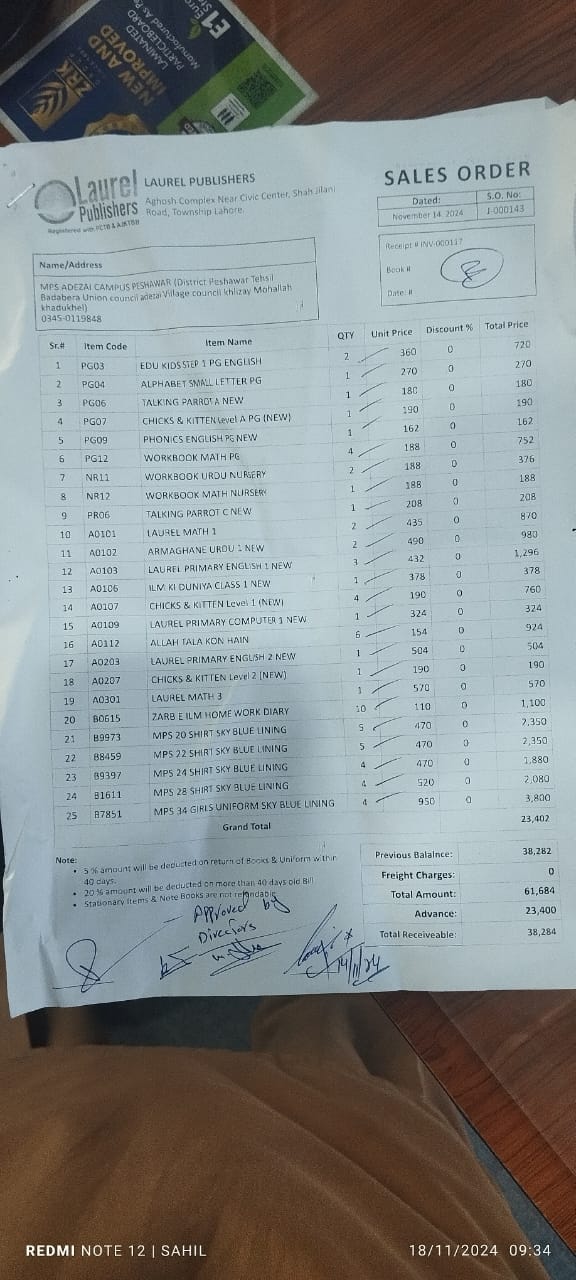 NEW AND
IMPROVED
LAMINATED
PARTICLEBOARD
Manufactured As P
ZRK
E1
Laurel
Publishers
Registered with PCTB & AJKTBB
LAUREL PUBLISHERS
Aghosh Complex Near Civic Center, Shah Jilani
Road, Township Lahore.
SALES ORDER
Dated: S.O. No:
November 14, 2024 J-000143
Receipt # INV-000117
Book #
Date: #
Name/Address
MPS ADEZAI CAMPUS PESHAWAR (District Peshawar Tehsil
Badabera Union council adezai Village council khlizay Mohallah
khadukhel)
0345-0119848
Sr.# Item Code Item Name QTY Unit Price Discount % Total Price
1 PG03 EDU KIDS STEP 1 PG ENGLISH 2 360 0 720
2 PG04 ALPHABET SMALL LETTER PG 1 270 0 270
3 PG06 TALKING PARROT A NEW 1 180 0 180
4 PG07 CHICKS & KITTEN Level A PG (NEW) 1 190 0 190
5 PG09 PHONICS ENGLISH PG NEW 1 162 0 162
6 PG12 WORKBOOK MATH PG 4 188 0 752
7 NR11 WORKBOOK URDU NURSERY 2 188 0 376
8 NR12 WORKBOOK MATH NURSERY 1 188 0 188
9 PR06 TALKING PARROT C NEW 1 208 0 208
10 A0101 LAUREL MATH 1 2 435 0 870
11 A0102 ARMAGHANE URDU 1 NEW 2 490 0 980
12 A0103 LAUREL PRIMARY ENGLISH 1 NEW 3 432 0 1,296
13 A0106 ILM KI DUNIYA CLASS 1 NEW 1 378 0 378
14 A0107 CHICKS & KITTEN Level 1 (NEW) 4 190 0 760
15 A0109 LAUREL PRIMARY COMPUTER 1 NEW 1 324 0 324
16 A0112 ALLAH TALA KON HAIN 6 154 0 924
17 A0203 LAUREL PRIMARY ENGLISH 2 NEW 1 504 0 504
18 A0207 CHICKS & KITTEN Level 2 (NEW) 1 190 0 190
19 A0301 LAUREL MATH 3 1 570 0 570
20 B0615 ZARB E ILM HOME WORK DIARY 10 110 0 1,100
21 B9973 MPS 20 SHIRT SKY BLUE LINING 5 470 0 2,350
22 B8459 MPS 22 SHIRT SKY BLUE LINING 5 470 0 2,350
23 B9397 MPS 24 SHIRT SKY BLUE LINING 4 470 0 1,880
24 B1611 MPS 28 SHIRT SKY BLUE LINING 4 520 0 2,080
25 B7851 MPS 34 GIRLS UNIFORM SKY BLUE LINING 4 950 0 3,800
Grand Total 23,402
Note:
• 5 % amount will be deducted on return of Books & Uniform within
40 days.
• 20 % amount will be deducted on more than 40 days old Bill
• Stationary Items & Note Books are not refundable
Previous Balalnce: 38,282
Freight Charges: 0
Total Amount: 61,684
Advance: 23,400
Total Receiveable: 38,284
Approved by
Directors
14/11/24
REDMI NOTE 12 | SAHIL
18/11/2024 09:34